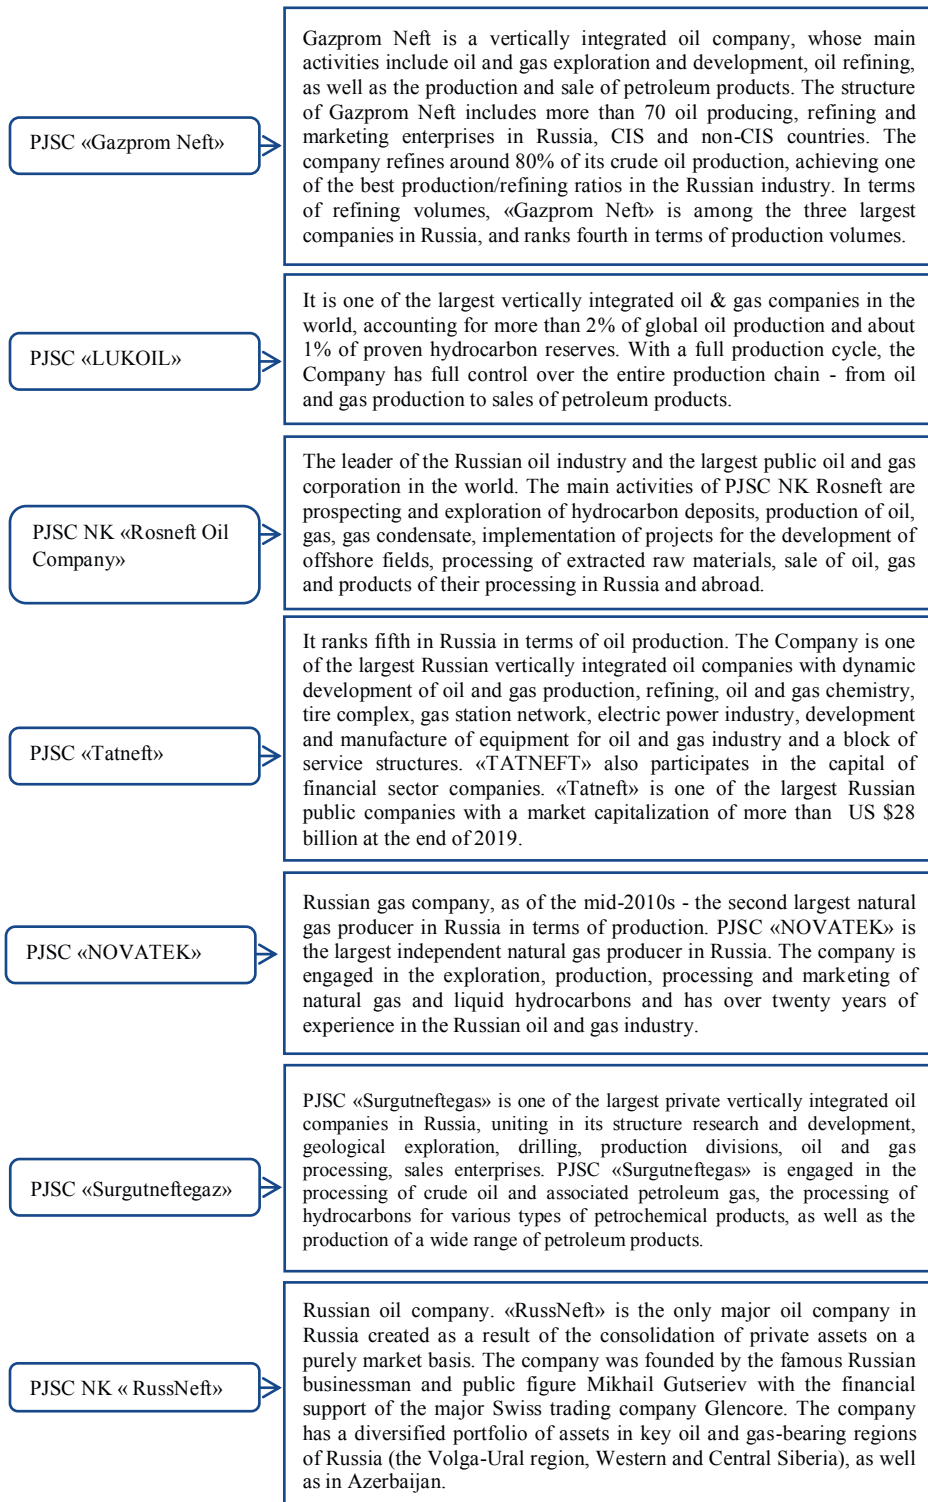 PJSC «Gazprom Neft»
Gazprom Neft is a vertically integrated oil company, whose main
activities include oil and gas exploration and development, oil refining,
as well as the production and sale of petroleum products. The structure
of Gazprom Neft includes more than 70 oil producing, refining and
marketing enterprises in Russia, CIS and non-CIS countries. The
company refines around 80% of its crude oil production, achieving one
of the best production/refining ratios in the Russian industry. In terms
of refining volumes, «Gazprom Neft» is among the three largest
companies in Russia, and ranks fourth in terms of production volumes.
PJSC «LUKOIL»
It is one of the largest vertically integrated oil & gas companies in the
world, accounting for more than 2% of global oil production and about
1% of proven hydrocarbon reserves. With a full production cycle, the
Company has full control over the entire production chain - from oil
and gas production to sales of petroleum products.
PJSC NK «Rosneft Oil
Company»
The leader of the Russian oil industry and the largest public oil and gas
corporation in the world. The main activities of PJSC NK Rosneft are
prospecting and exploration of hydrocarbon deposits, production of oil,
gas, gas condensate, implementation of projects for the development of
offshore fields, processing of extracted raw materials, sale of oil, gas
and products of their processing in Russia and abroad.
PJSC «Tatneft»
It ranks fifth in Russia in terms of oil production. The Company is one
of the largest Russian vertically integrated oil companies with dynamic
development of oil and gas production, refining, oil and gas chemistry,
tire complex, gas station network, electric power industry, development
and manufacture of equipment for oil and gas industry and a block of
service structures. «TATNEFT» also participates in the capital of
financial sector companies. «Tatneft» is one of the largest Russian
public companies with a market capitalization of more than US $28
billion at the end of 2019.
PJSC «NOVATEK»
Russian gas company, as of the mid-2010s - the second largest natural
gas producer in Russia in terms of production. PJSC «NOVATEK» is
the largest independent natural gas producer in Russia. The company is
engaged in the exploration, production, processing and marketing of
natural gas and liquid hydrocarbons and has over twenty years of
experience in the Russian oil and gas industry.
PJSC «Surgutneftegaz»
PJSC «Surgutneftegas» is one of the largest private vertically integrated oil
companies in Russia, uniting in its structure research and development,
geological exploration, drilling, production divisions, oil and gas
processing, sales enterprises. PJSC «Surgutneftegas» is engaged in the
processing of crude oil and associated petroleum gas, the processing of
hydrocarbons for various types of petrochemical products, as well as the
production of a wide range of petroleum products.
PJSC NK « RussNeft»
Russian oil company. «RussNeft» is the only major oil company in
Russia created as a result of the consolidation of private assets on a
purely market basis. The company was founded by the famous Russian
businessman and public figure Mikhail Gutseriev with the financial
support of the major Swiss trading company Glencore. The company
has a diversified portfolio of assets in key oil and gas-bearing regions
of Russia (the Volga-Ural region, Western and Central Siberia), as well
as in Azerbaijan.